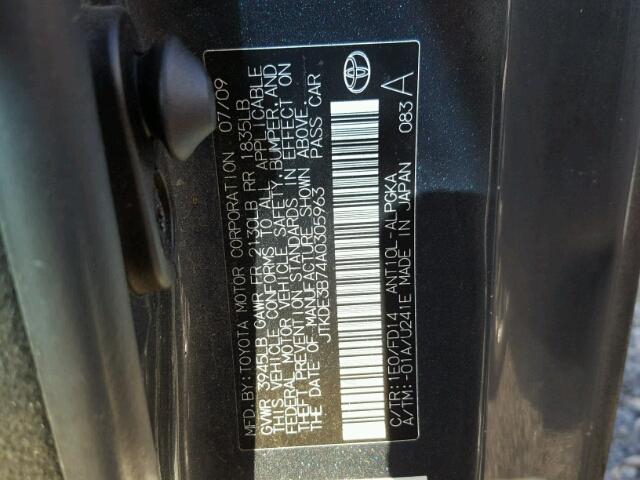 MFD. BY: TOYOTA MOTOR CORPORATION 07/09
GVWR 3945LB GAWR FR 2130LB RR 1835LB
THIS VEHICLE CONFORMS TO ALL APPLICABLE
FEDERAL MOTOR VEHICLE SAFETY, BUMPER, AND
THEFT PREVENTION STANDARDS IN EFFECT ON
THE DATE OF MANUFACTURE SHOWN ABOVE.
JTKDE3B74A0305963 PASS CAR
C/TR: 1E0/FD14 ANT10L-ALPGKA
A/TM: -01A/U241E MADE IN JAPAN 083 A